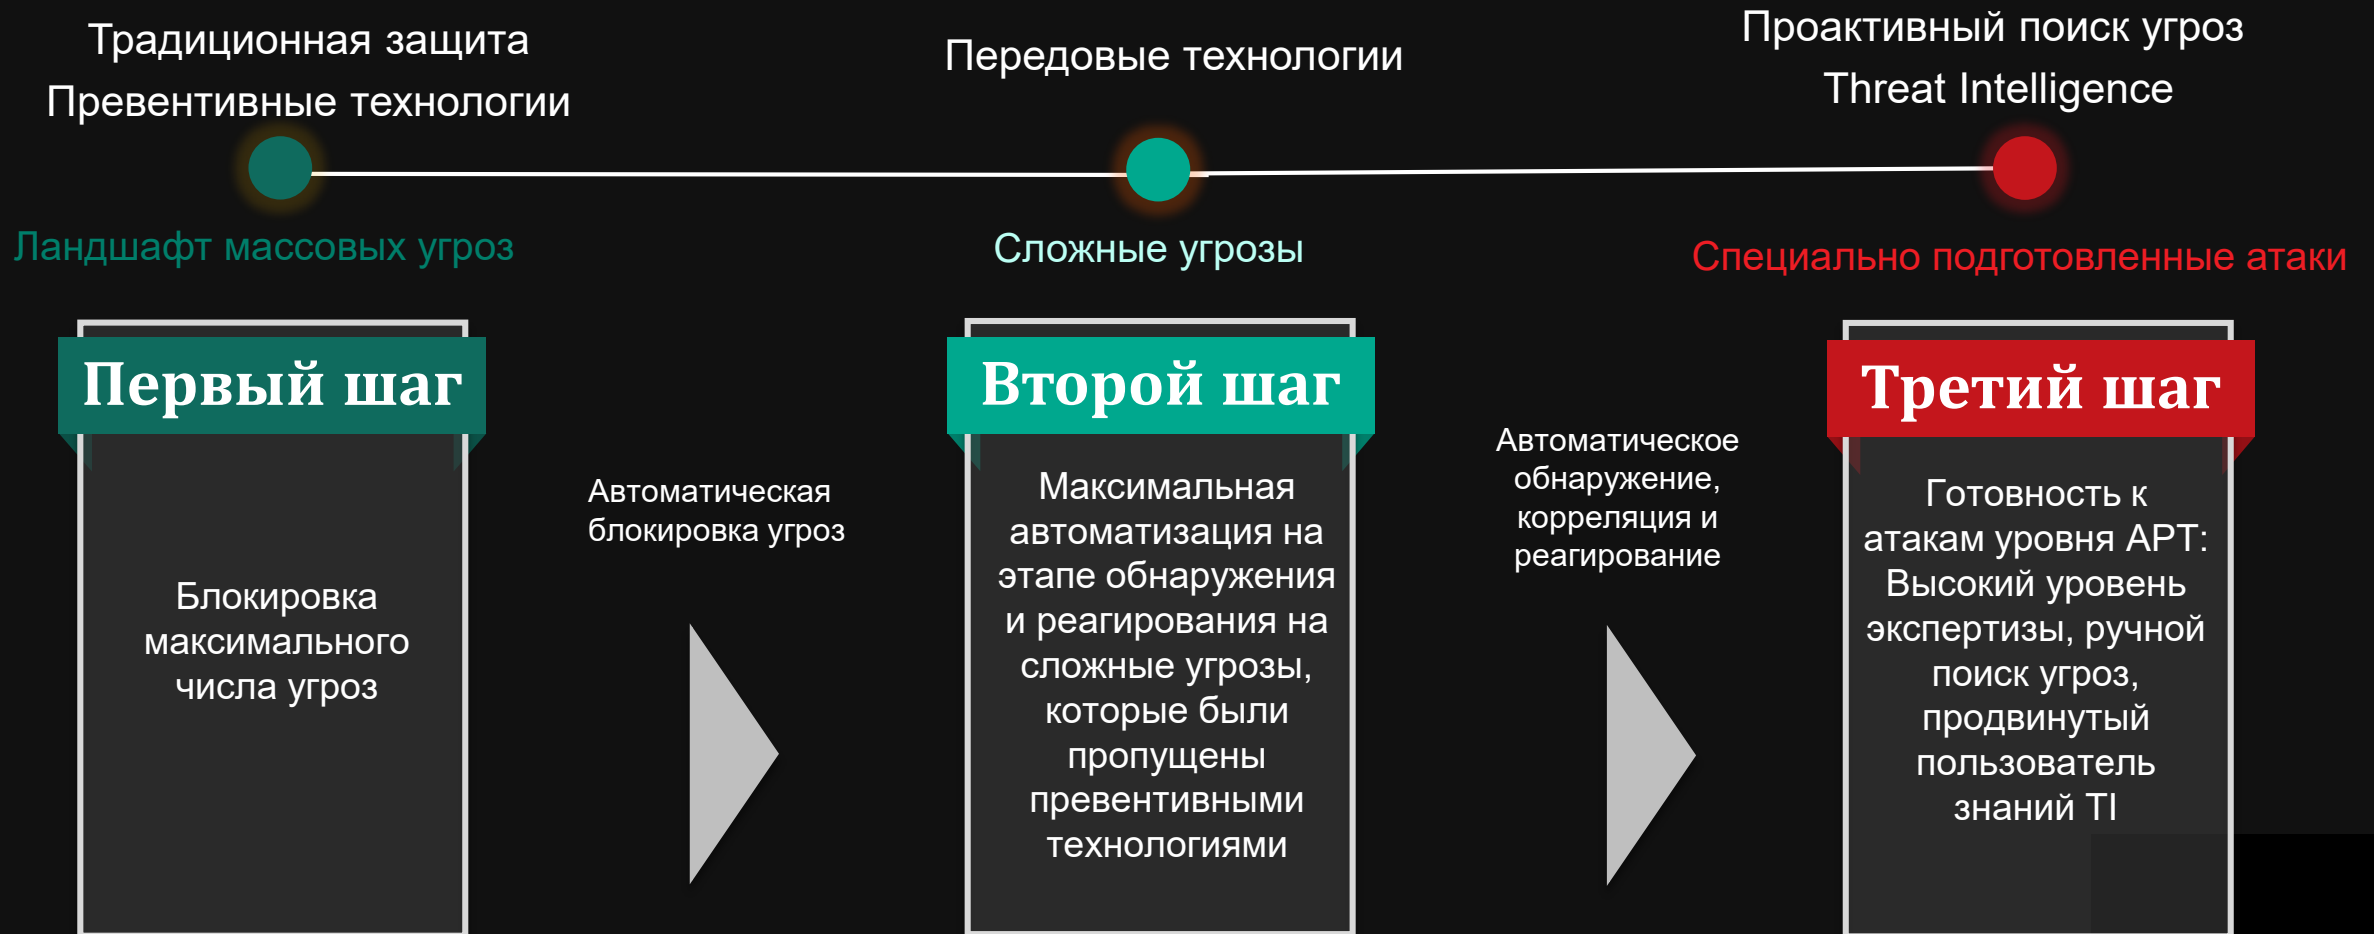 Традиционная защита
Превентивные технологии
Передовые технологии
Проактивный поиск угроз
Threat Intelligence
Ландшафт массовых угроз
Сложные угрозы
Специально подготовленные атаки
Первый шаг
Блокировка
максимального
числа угроз
Автоматическая
блокировка угроз
Второй шаг
Максимальная
автоматизация на
этапе обнаружения
и реагирования на
сложные угрозы,
которые были
пропущены
превентивными
технологиями
Автоматическое
обнаружение,
корреляция и
реагирование
Третий шаг
Готовность к
атакам уровня APT:
Высокий уровень
экспертизы, ручной
поиск угроз,
продвинутый
пользователь
знаний TI